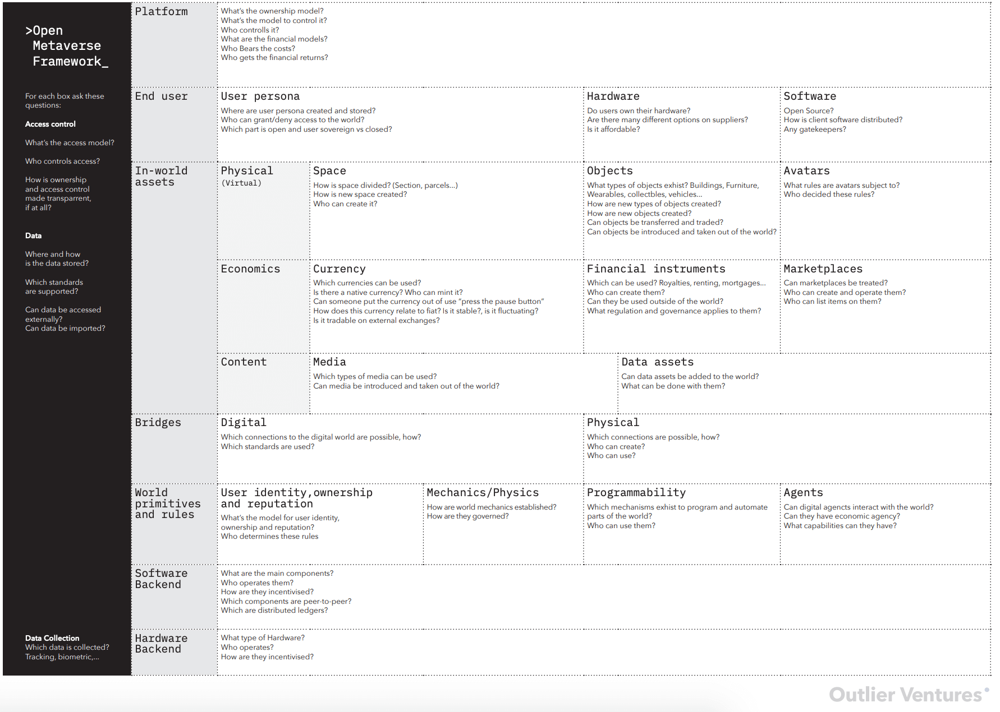 >Open
Metaverse
Framework_
For each box ask these
questions:
Access control
What's the access model?
Who controls access?
How is ownership
and access control
made transparrent,
if at all?
Data
Where and how
is the data stored?
Which standards
are supported?
Can data be accessed
externally?
Can data be imported?
Data Collection
Which data is collected?
Tracking, biometric,...
Platform
What's the ownership model?
What's the model to control it?
Who controlls it?
What are the financial models?
Who Bears the costs?
Who gets the financial returns?
End user
User persona
Where are user persona created and stored?
Who can grant/deny access to the world?
Which part is open and user sovereign vs closed?
Hardware
Do users own their hardware?
Are there many different options on suppliers?
Is it affordable?
Software
Open Source?
How is client software distributed?
Any gatekeepers?
In-world
assets
Physical
(Virtual)
Space
How is space divided? (Section, parcels...)
How is new space created?
Who can create it?
Objects
What types of objects exhist? Buildings, Furniture,
Wearables, collectbles, vehicles...
How are new types of objects created?
How are new objects created?
Can objects be transferred and traded?
Can objects be introduced and taken out of the world?
Avatars
What rules are avatars subject to?
Who decided these rules?
Economics
Currency
Which currencies can be used?
Is there a native currency? Who can mint it?
Can someone put the currency out of use "press the pause button"
How does this currency relate to fiat? Is it stable?, is it fluctuating?
Is it tradable on external exchanges?
Financial instruments
Which can be used? Royalties, renting, mortgages...
Who can create them?
Can they be used outside of the world?
What regulation and governance applies to them?
Marketplaces
Can marketplaces be treated?
Who can create and operate them?
Who can list items on them?
Content
Media
Which types of media can be used?
Can media be introduced and taken out of the world?
Data assets
Can data assets be added to the world?
What can be done with them?
Bridges
Digital
Which connections to the digital world are possible, how?
Which standards are used?
Physical
Which connections are possible, how?
Who can create?
Who can use?
World
primitives
and rules
User identity,ownership
and reputation
What's the model for user identity,
ownership and reputation?
Who determines these rules
Mechanics/Physics
How are world mechanics established?
How are they governed?
Programmability
Which mechanisms exhist to program and automate
parts of the world?
Who can use them?
Agents
Can digital agencts interact with the world?
Can they have economic agency?
What capabilities can they have?
Software
Backend
What are the main components?
Who operates them?
How are they incentivised?
Which components are peer-to-peer?
Which are distributed ledgers?
Hardware
Backend
What type of Hardware?
Who operates?
How are they incentivised?
Outlier Ventures